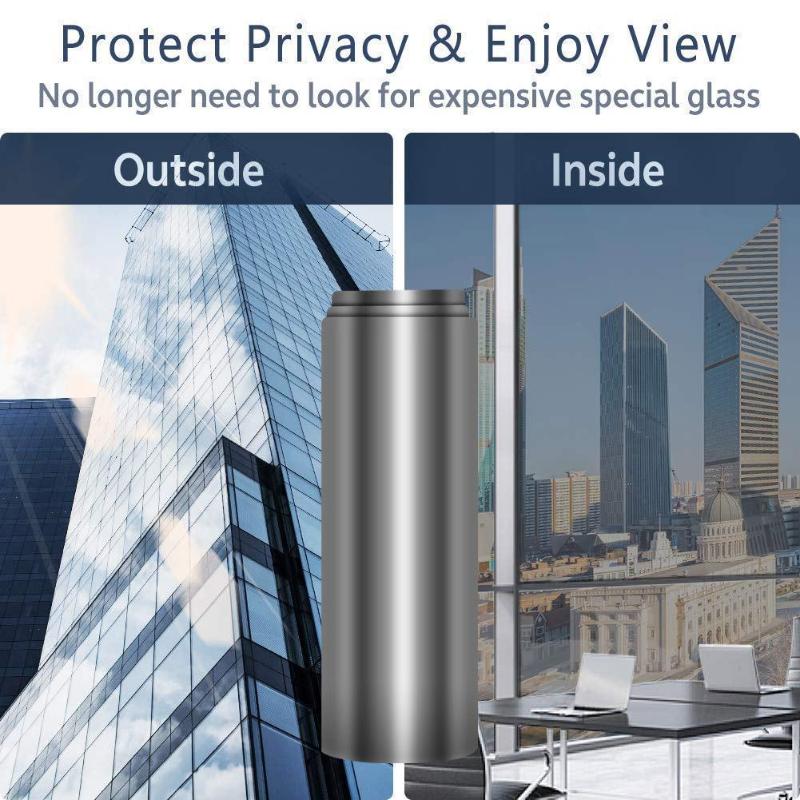 Protect Privacy & Enjoy View
No longer need to look for expensive special glass
Outside
Inside